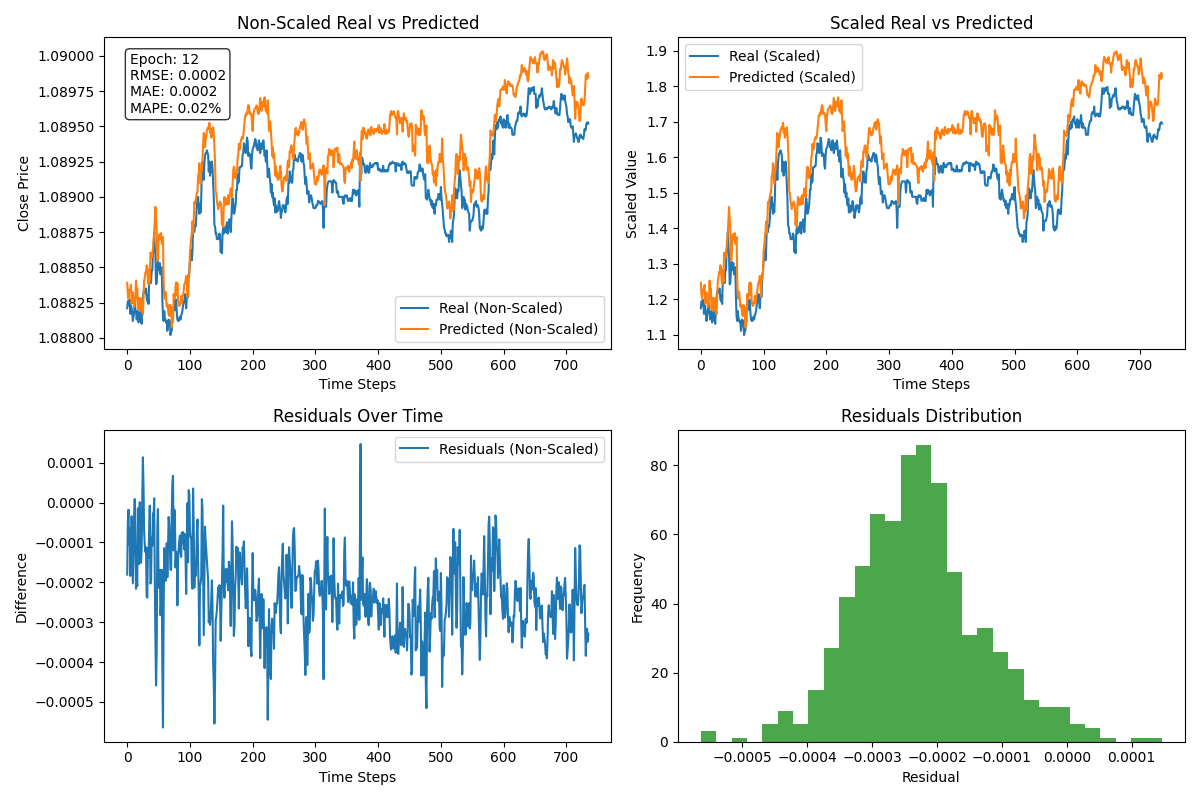 Non-Scaled Real vs Predicted
Epoch: 12
RMSE: 0.0002
MAE: 0.0002
MAPE: 0.02%
Close Price
1.09000
1.08975
1.08950
1.08925
1.08900
1.08875
1.08850
1.08825
1.08800
Real (Non-Scaled)
Predicted (Non-Scaled)
0 100 200 300 400 500 600 700
Time Steps
Scaled Real vs Predicted
Real (Scaled)
Predicted (Scaled)
Scaled Value
1.9
1.8
1.7
1.6
1.5
1.4
1.3
1.2
1.1
0 100 200 300 400 500 600 700
Time Steps
Residuals Over Time
Residuals (Non-Scaled)
Difference
0.0001
0.0000
−0.0001
−0.0002
−0.0003
−0.0004
−0.0005
0 100 200 300 400 500 600 700
Time Steps
Residuals Distribution
Frequency
80
60
40
20
0
−0.0005 −0.0004 −0.0003 −0.0002 −0.0001 0.0000 0.0001
Residual